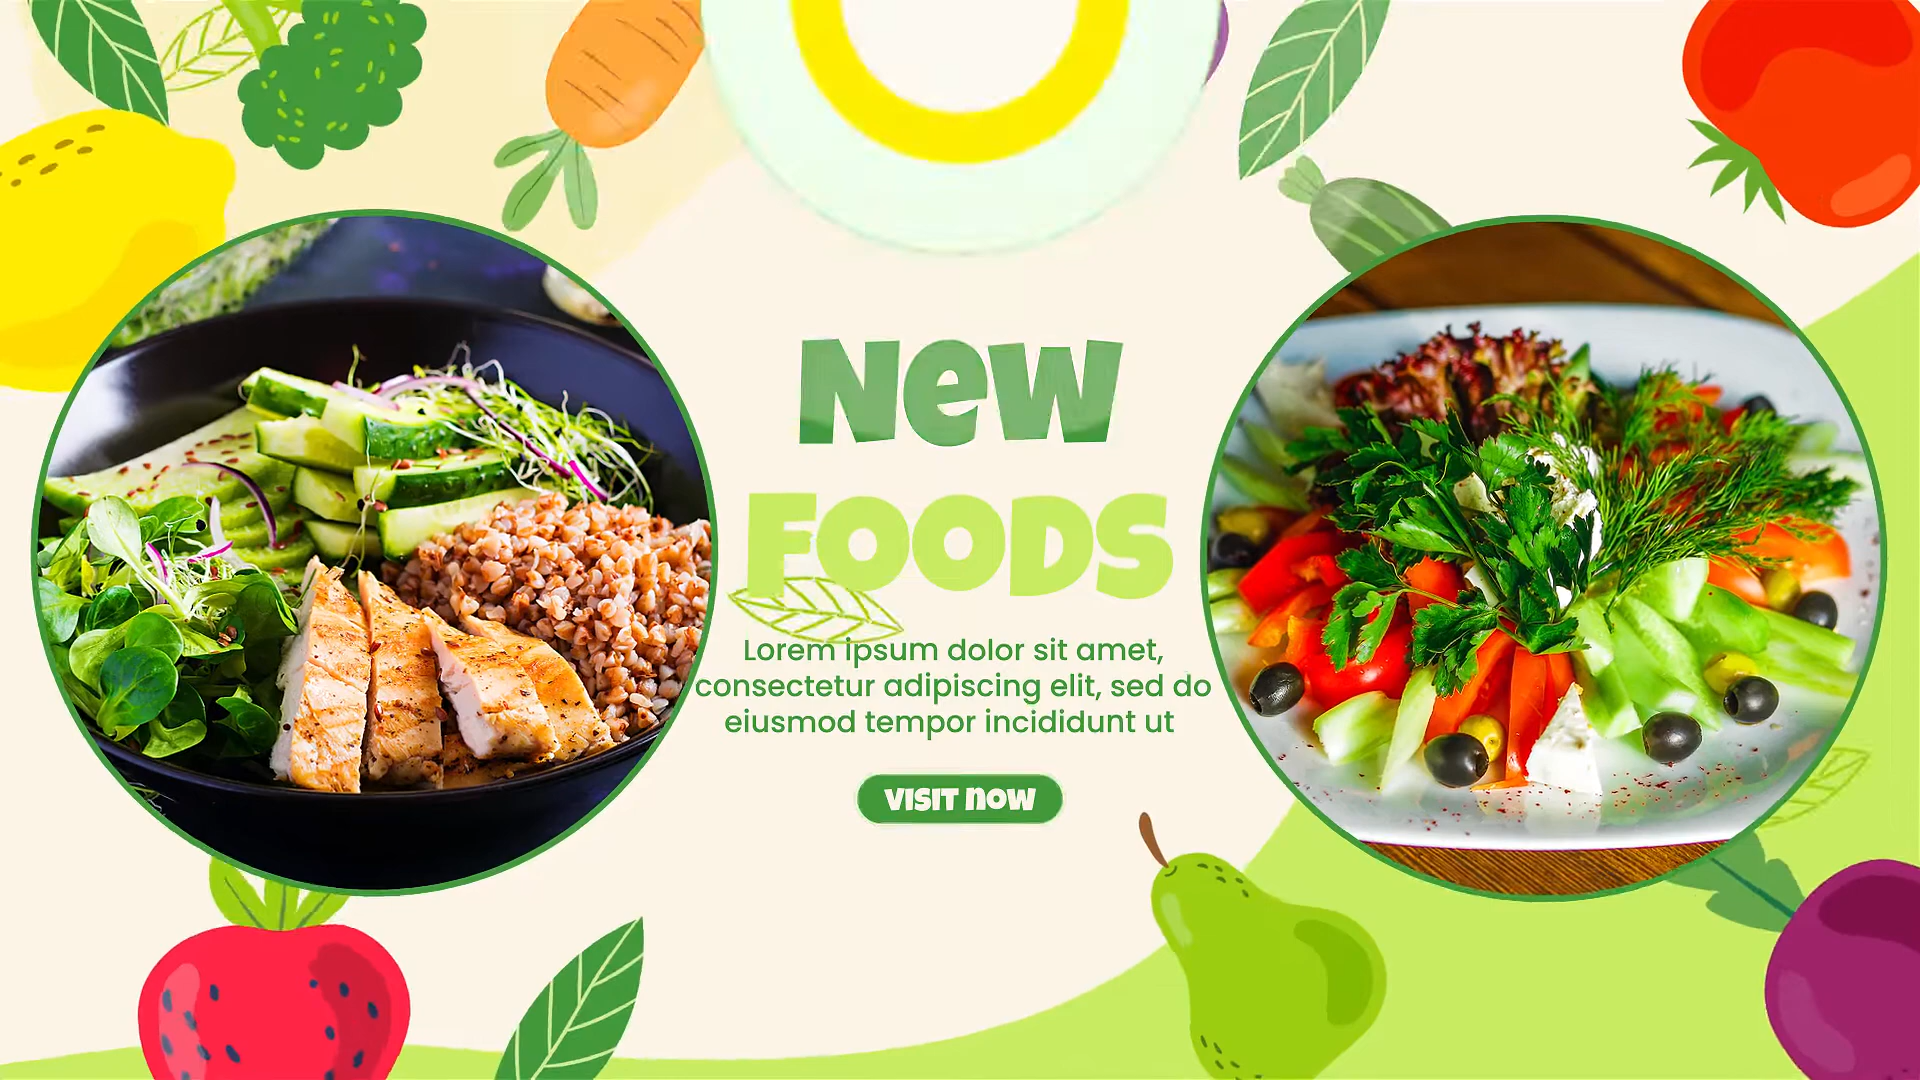 New
FOODS
Lorem ipsum dolor sit amet,
consectetur adipiscing elit, sed do
eiusmod tempor incididunt ut
VISIT NOW